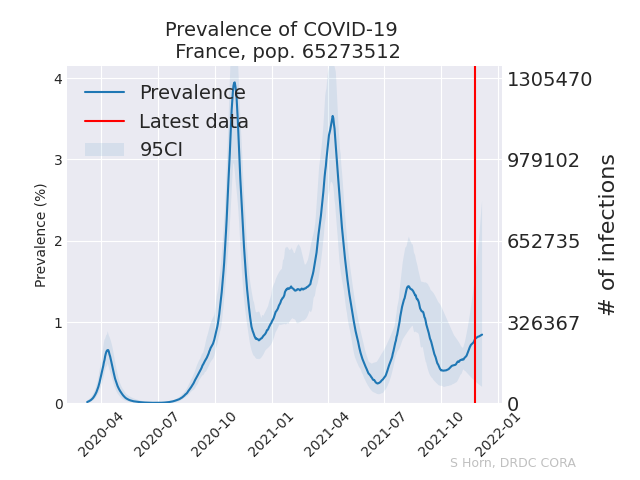 Prevalence of COVID-19
France, pop. 65273512
Prevalence
Latest data
95CI
4
3
2
1
0
Prevalence (%)
1305470
979102
652735
326367
0
# of infections
2020-04
2020-07
2020-10
2021-01
2021-04
2021-07
2021-10
2022-01
S Horn, DRDC CORA